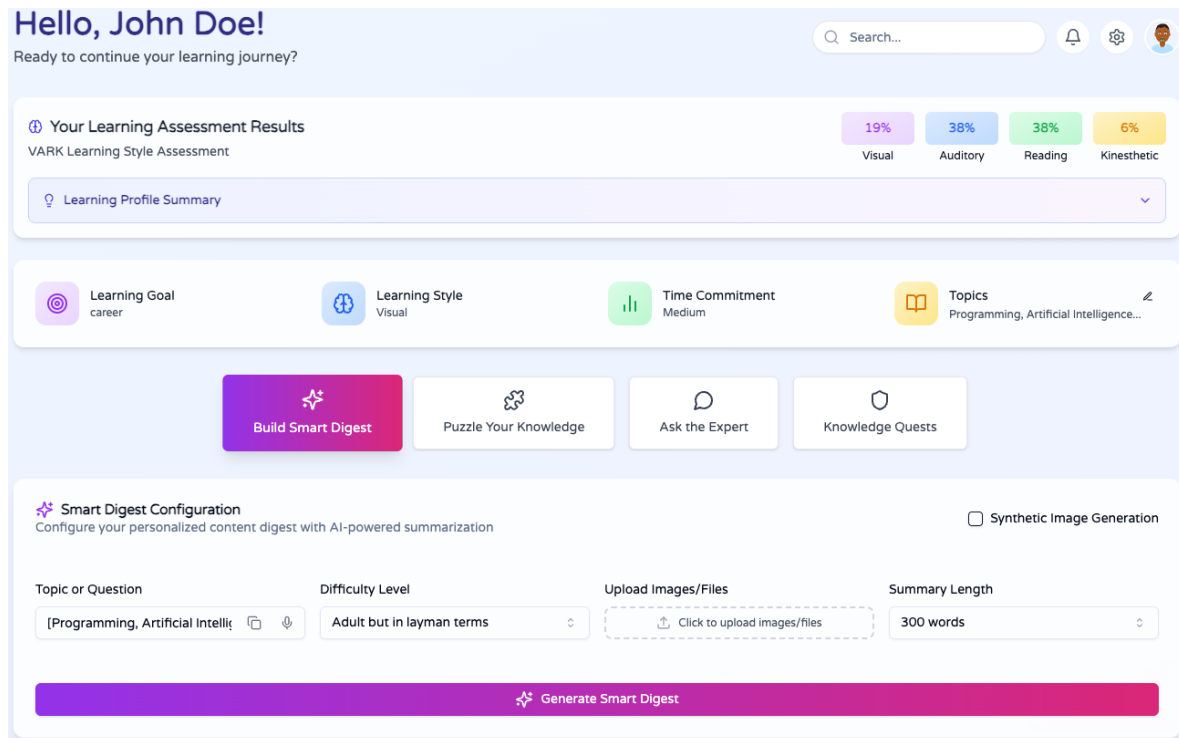 Hello, John Doe!
Ready to continue your learning journey?
Search...
Your Learning Assessment Results
VARK Learning Style Assessment
19%
Visual
38%
Auditory
38%
Reading
6%
Kinesthetic
Learning Profile Summary
Learning Goal
career
Learning Style
Visual
Time Commitment
Medium
Topics
Programming, Artificial Intelligence...
Build Smart Digest
Puzzle Your Knowledge
Ask the Expert
Knowledge Quests
Smart Digest Configuration
Configure your personalized content digest with AI-powered summarization
Synthetic Image Generation
Topic or Question
[Programming, Artificial Intellig
Difficulty Level
Adult but in layman terms
Upload Images/Files
Click to upload images/files
Summary Length
300 words
Generate Smart Digest